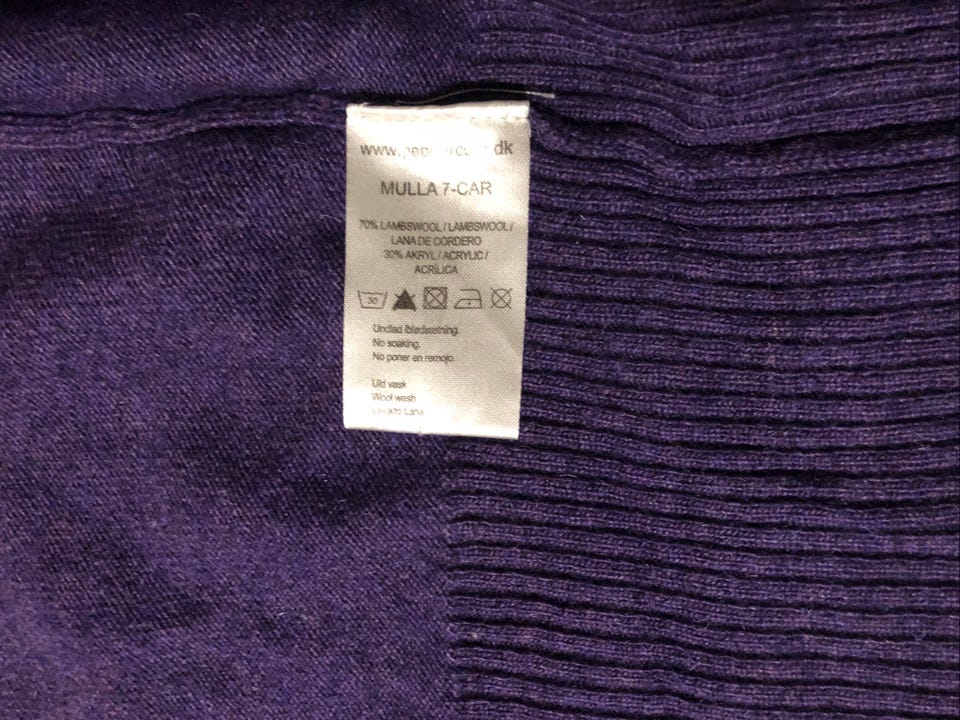 MULLA 7-CAR
70% LAMBSWOOL / LAMBSWOOL /
LANA DE CORDERO
30% AKRYL / ACRYLIC /
ACRÍLICA
30
Undlad iblødsætning.
No soaking.
No poner en remojo.
Uld vask
Wool wash
Lana